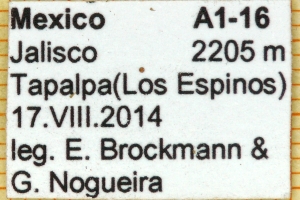 Mexico A1-16
Jalisco 2205 m
Tapalpa(Los Espinos)
17.VIII.2014
leg. E. Brockmann &
G. Nogueira